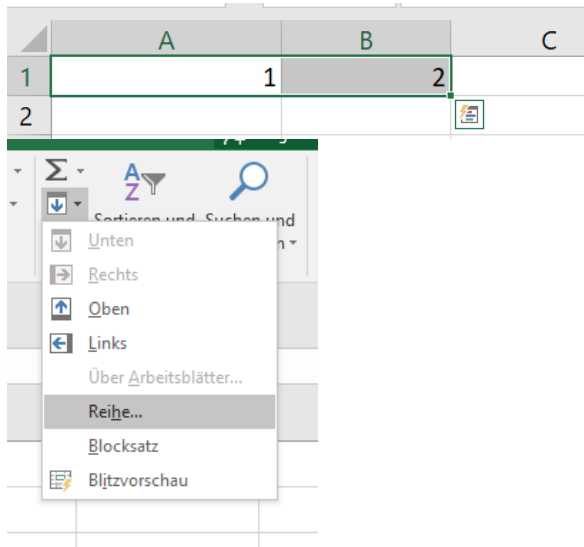 A B C
1 1 2
2
Σ
A
Z
Sortieren und Suchen und
Unten
Rechts
Oben
Links
Über Arbeitsblätter...
Reihe...
Blocksatz
Blitzvorschau